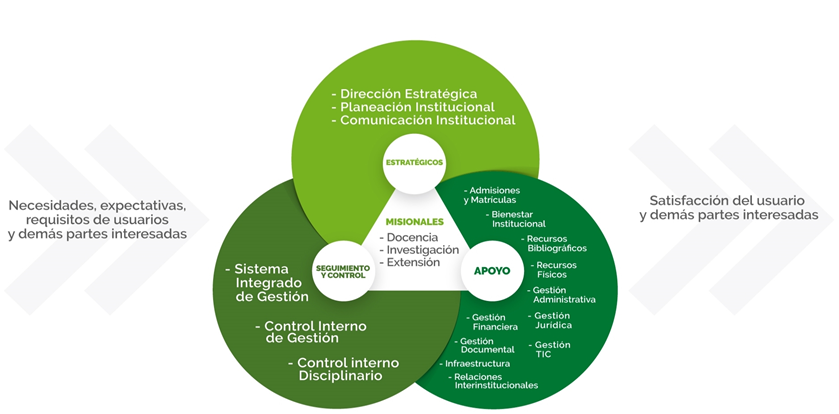 - Dirección Estratégica
- Planeación Institucional
- Comunicación Institucional
ESTRATÉGICOS
Necesidades, expectativas,
requisitos de usuarios
y demás partes interesadas
MISIONALES
- Docencia
- Investigación
- Extensión
SEGUIMIENTO
Y CONTROL
- Sistema
Integrado
de Gestión
- Control Interno
de Gestión
- Control interno
Disciplinario
APOYO
- Admisiones
y Matrículas
- Bienestar
Institucional
- Recursos
Bibliográficos
- Recursos
Físicos
- Gestión
Administrativa
- Gestión
Jurídica
- Gestión
TIC
- Gestión
Financiera
- Gestión
Documental
- Infraestructura
- Relaciones
Interinstitucionales
Satisfacción del usuario
y demás partes interesadas